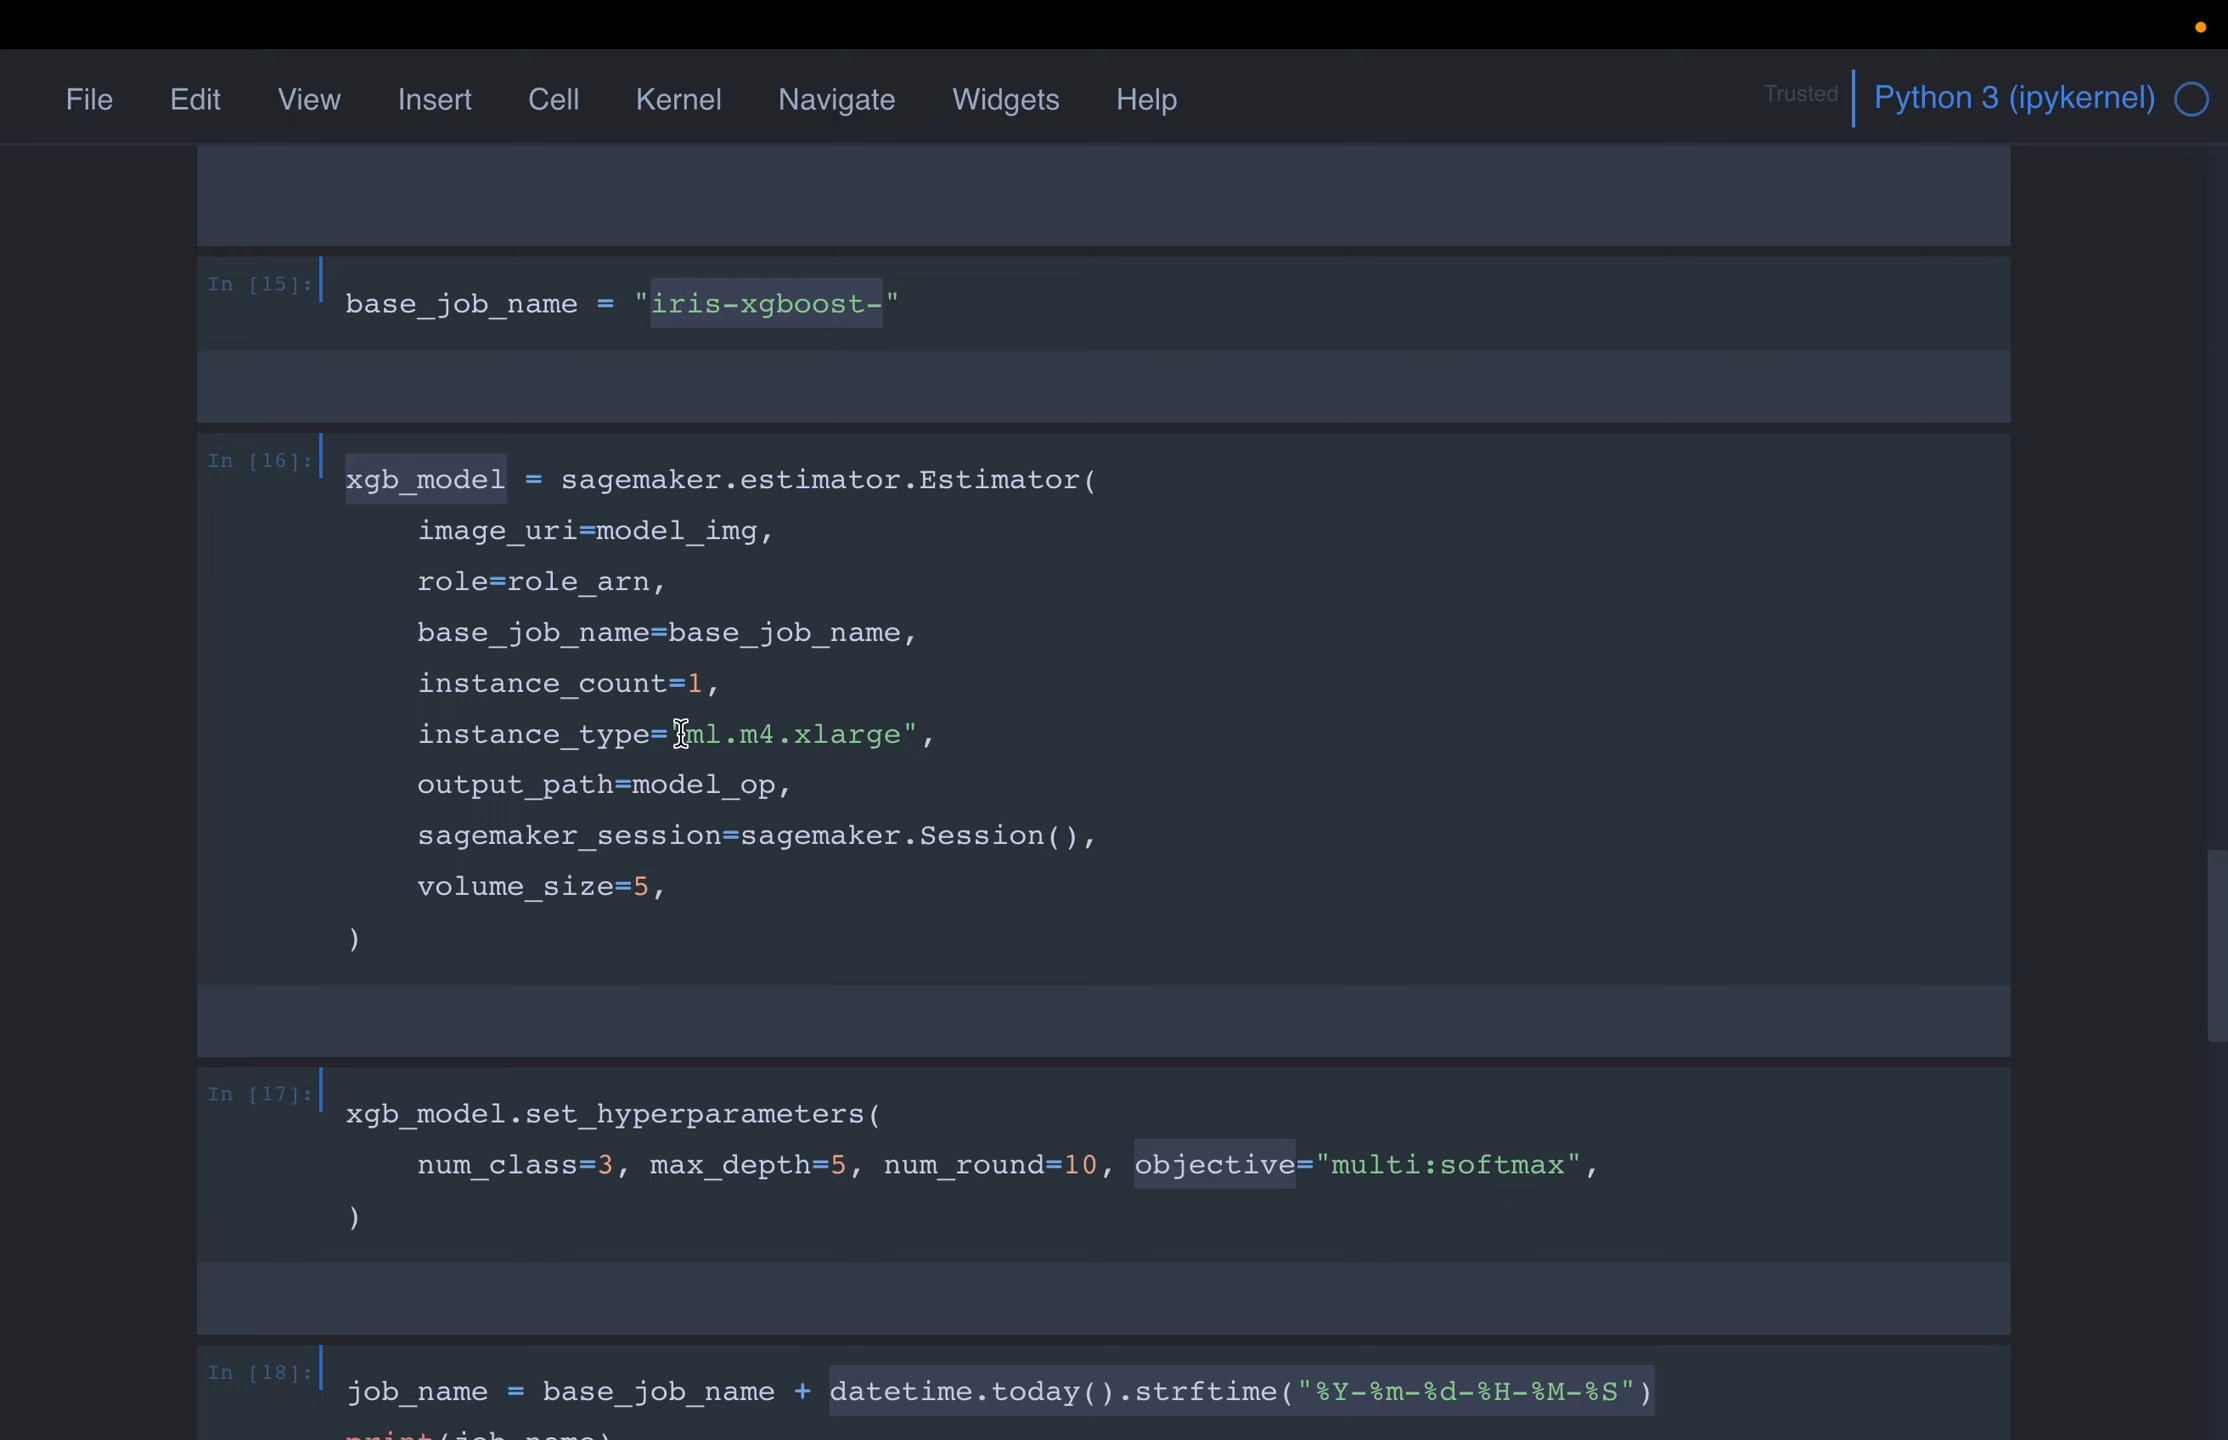 File Edit View Insert Cell Kernel Navigate Widgets Help Trusted Python 3 (ipykernel)
In [15]: base_job_name = "iris-xgboost-"
In [16]: xgb_model = sagemaker.estimator.Estimator(
image_uri=model_img,
role=role_arn,
base_job_name=base_job_name,
instance_count=1,
instance_type="ml.m4.xlarge",
output_path=model_op,
sagemaker_session=sagemaker.Session(),
volume_size=5,
)
In [17]: xgb_model.set_hyperparameters(
num_class=3, max_depth=5, num_round=10, objective="multi:softmax",
)
In [18]: job_name = base_job_name + datetime.today().strftime("%Y-%m-%d-%H-%M-%S")
print(job_name)